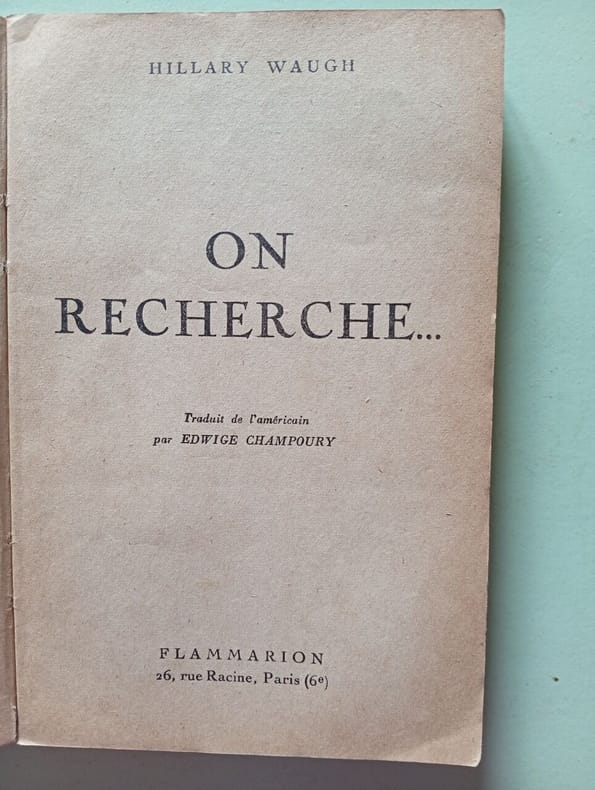 HILLARY WAUGH
ON
RECHERCHE...
Traduit de l'américain
par EDWIGE CHAMPOURY
FLAMMARION
26, rue Racine, Paris (6e)